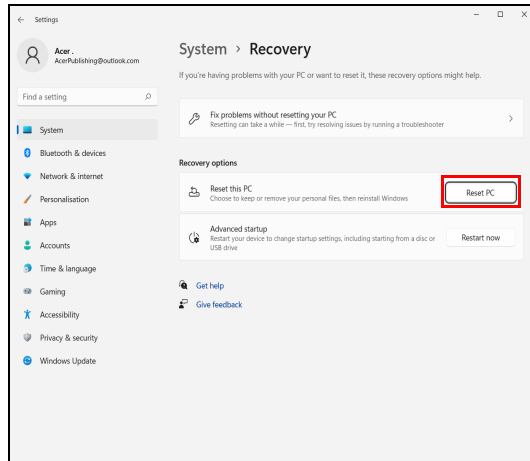 Settings
Acer .
AcerPublishing@outlook.com
Find a setting
System
Bluetooth & devices
Network & internet
Personalisation
Apps
Accounts
Time & language
Gaming
Accessibility
Privacy & security
Windows Update
System > Recovery
If you're having problems with your PC or want to reset it, these recovery options might help.
Fix problems without resetting your PC
Resetting can take a while — first, try resolving issues by running a troubleshooter
Recovery options
Reset this PC
Choose to keep or remove your personal files, then reinstall Windows
Reset PC
Advanced startup
Restart your device to change startup settings, including starting from a disc or
USB drive
Restart now
Get help
Give feedback